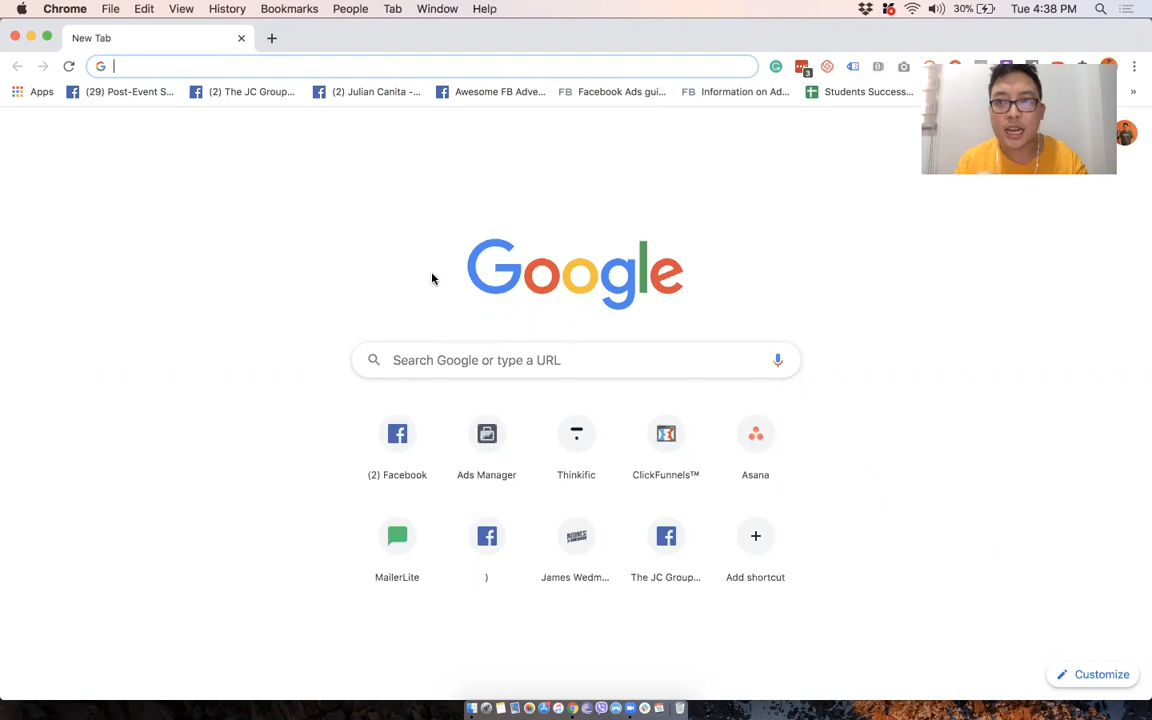 Chrome File Edit View History Bookmarks People Tab Window Help 30% Tue 4:38 PM
New Tab
3
Apps (29) Post-Event S... (2) The JC Group... (2) Julian Canita -... Awesome FB Adve... FB Facebook Ads gui... FB Information on Ad... Students Success... »
Google
Search Google or type a URL
(2) Facebook Ads Manager Thinkific ClickFunnels™ Asana
MailerLite ) James Wedm... The JC Group... Add shortcut
Customize